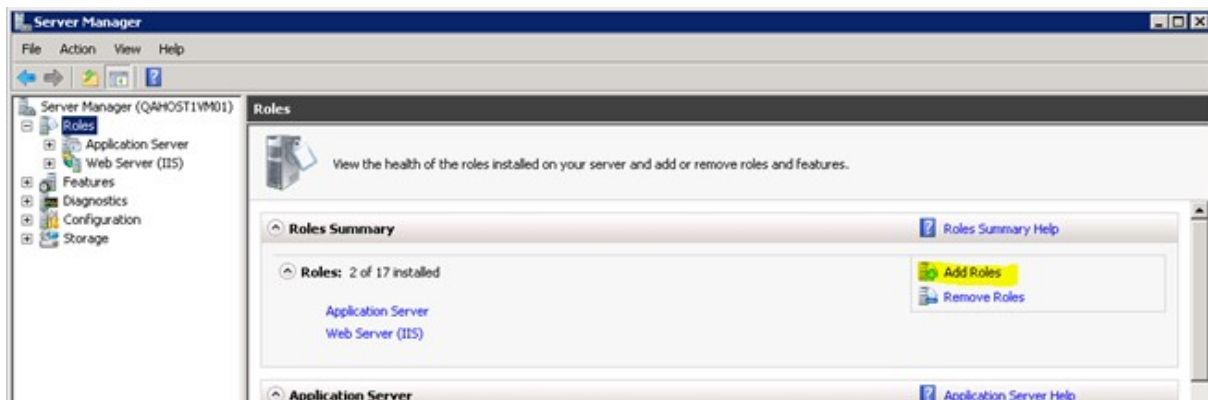 Server Manager
File Action View Help
Server Manager (QAHOST1VM01)
Roles
Application Server
Web Server (IIS)
Features
Diagnostics
Configuration
Storage
Roles
View the health of the roles installed on your server and add or remove roles and features.
Roles Summary
Roles Summary Help
Roles: 2 of 17 installed
Add Roles
Remove Roles
Application Server
Web Server (IIS)
Application Server
Application Server Help